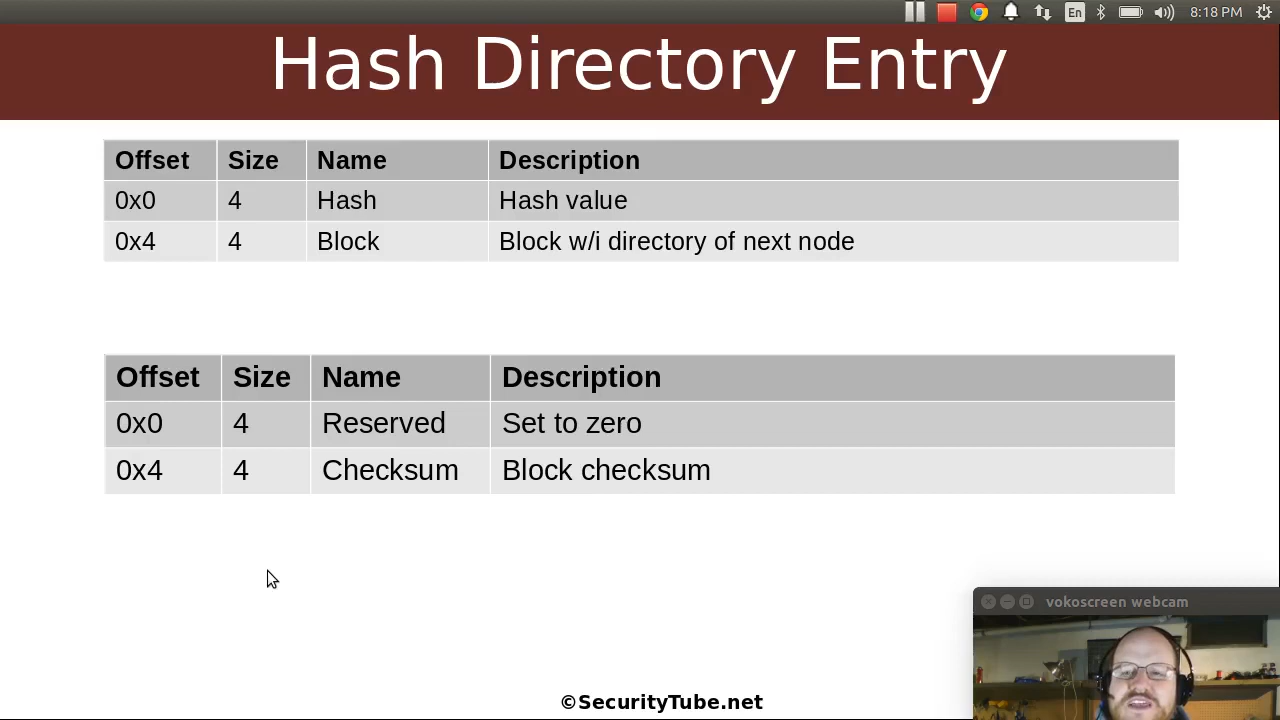 En 8:18 PM
Hash Directory Entry
Offset Size Name Description
0x0 4 Hash Hash value
0x4 4 Block Block w/i directory of next node
Offset Size Name Description
0x0 4 Reserved Set to zero
0x4 4 Checksum Block checksum
vokoscreen webcam
©SecurityTube.net